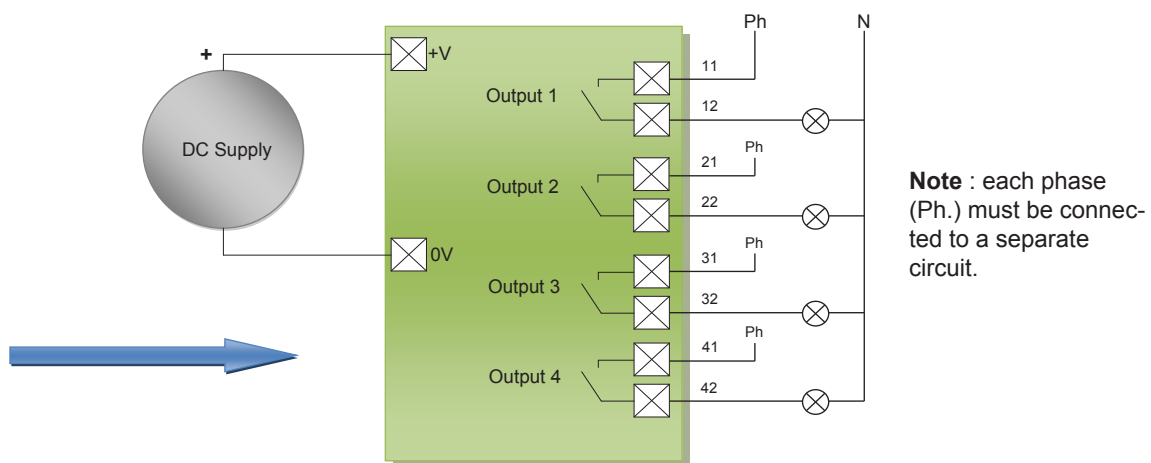 Ph N
+
+V
11
Output 1
12
DC Supply
21 Ph
Output 2
22
Note : each phase
(Ph.) must be connec-
ted to a separate
circuit.
0V
31 Ph
Output 3
32
Ph
41
Output 4
42